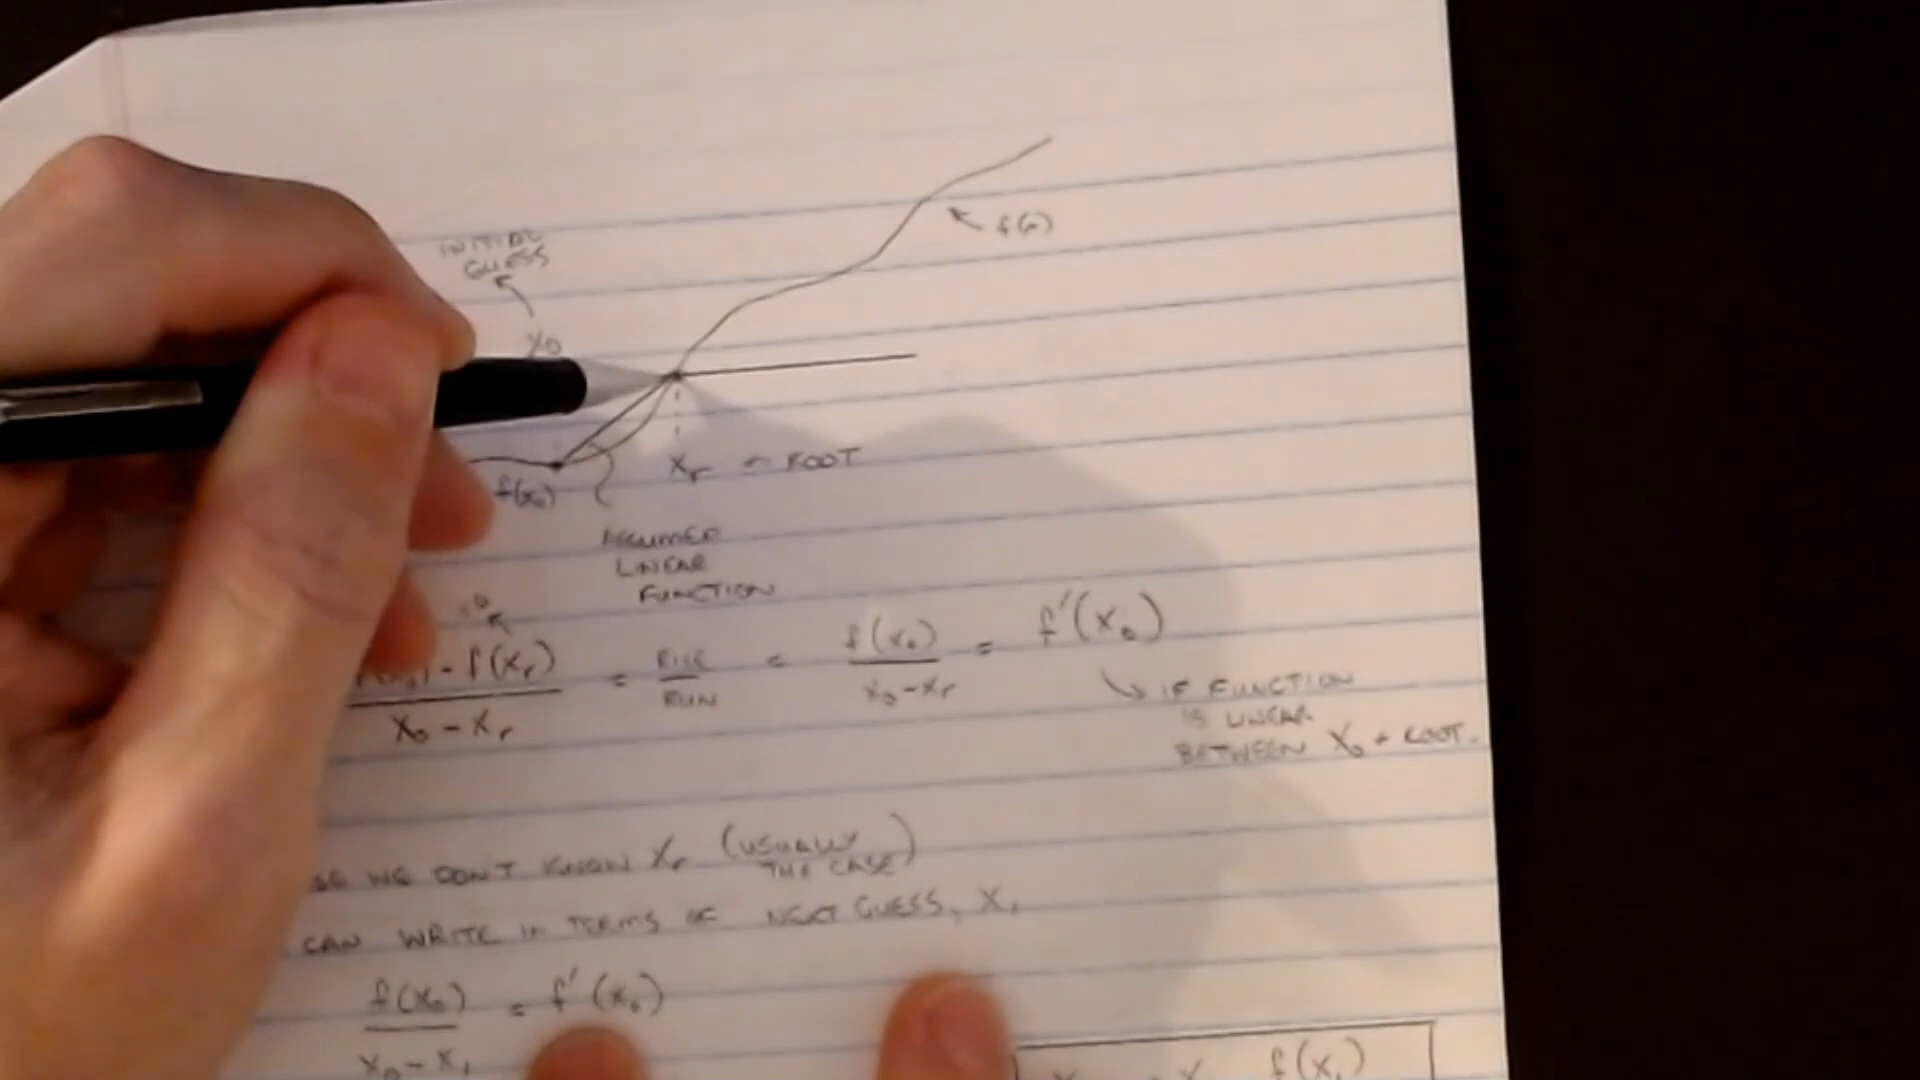 INITIAL
GUESS
X₀
f(x)
f(x₀)
Xᵣ = ROOT
ASSUMED
LINEAR
FUNCTION
- f(xᵣ) = RISE = f(x₀) = f'(x₀)
X₀ - Xᵣ RUN x₀-xᵣ
↳ IF FUNCTION
IS LINEAR
BETWEEN X₀ + ROOT.
WE DON'T KNOW Xᵣ (USUALLY
THE CASE)
CAN WRITE IN TERMS OF NEXT GUESS, X₁
f(x₀) = f'(x₀)
X₀ - X₁
f(x₁)